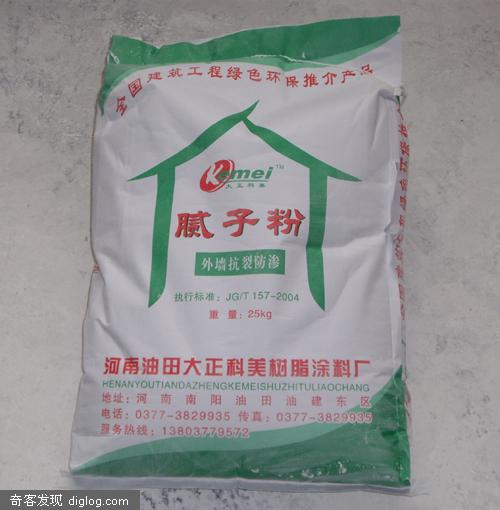 全国建筑工程绿色环保推介产品
Kemei™
大正科美
腻子粉
外墙抗裂防渗
执行标准：JG/T 157-2004
重 量：25kg
河南油田大正科美树脂涂料厂
HENANYOUTIANDAZHENGKEMEISHUZHITULIAOCHANG
地址：河南南阳油田油建东区
电话：0377-3829935 传真：0377-3829935
服务热线：13803779572
奇客发现 diglog.com